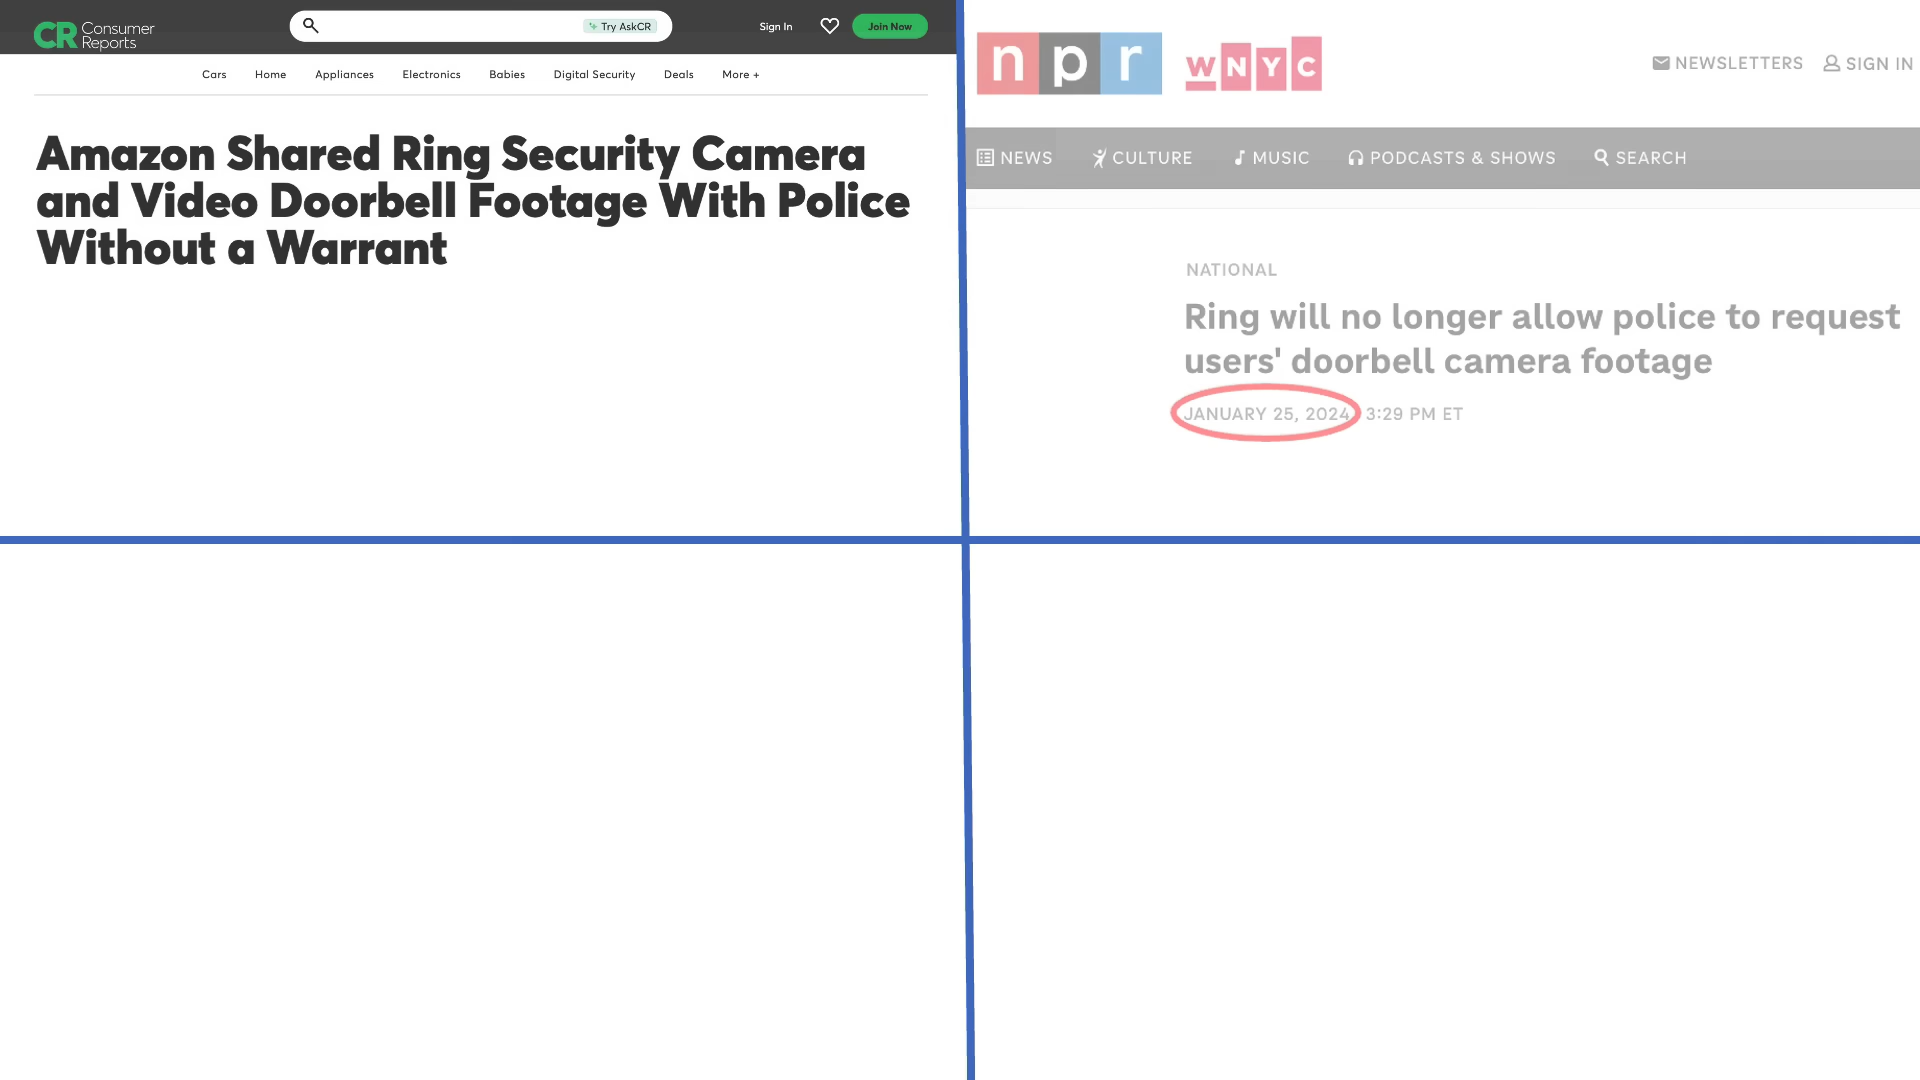 CR Consumer
Reports
Try AskCR
Sign In
Join Now
Cars Home Appliances Electronics Babies Digital Security Deals More +
Amazon Shared Ring Security Camera
and Video Doorbell Footage With Police
Without a Warrant
npr WNYC
NEWSLETTERS SIGN IN
NEWS CULTURE MUSIC PODCASTS & SHOWS SEARCH
NATIONAL
Ring will no longer allow police to request
users' doorbell camera footage
JANUARY 25, 2024 3:29 PM ET